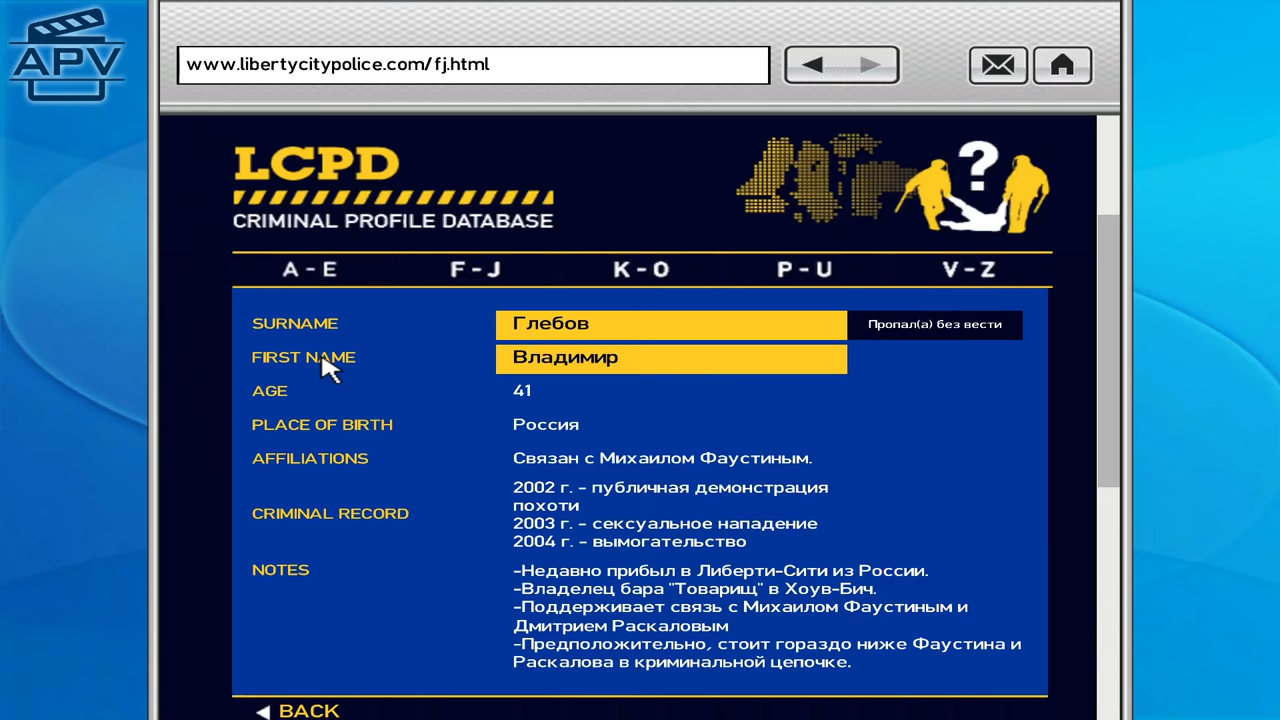 APV
www.libertycitypolice.com/fj.html
LCPD
CRIMINAL PROFILE DATABASE
?
A - E F - J K - O P - U V - Z
SURNAME Глебов Пропал(а) без вести
FIRST NAME Владимир
AGE 41
PLACE OF BIRTH Россия
AFFILIATIONS Связан с Михаилом Фаустиным.
CRIMINAL RECORD 2002 г. - публичная демонстрация
похоти
2003 г. - сексуальное нападение
2004 г. - вымогательство
NOTES -Недавно прибыл в Либерти-Сити из России.
-Владелец бара "Товарищ" в Хоув-Бич.
-Поддерживает связь с Михаилом Фаустиным и
Дмитрием Раскаловым
-Предположительно, стоит гораздо ниже Фаустина и
Раскалова в криминальной цепочке.
BACK